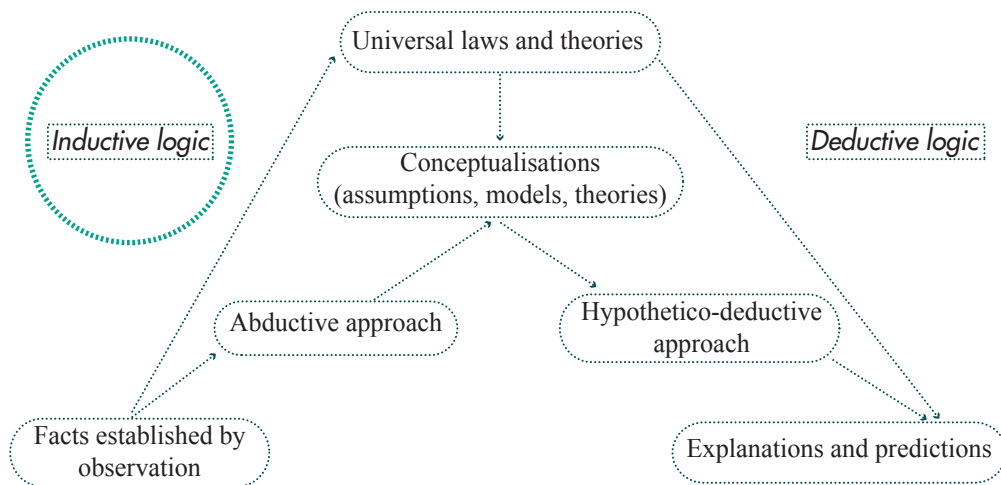 Universal laws and theories
Inductive logic
Deductive logic
Conceptualisations
(assumptions, models, theories)
Abductive approach
Hypothetico-deductive
approach
Facts established by
observation
Explanations and predictions